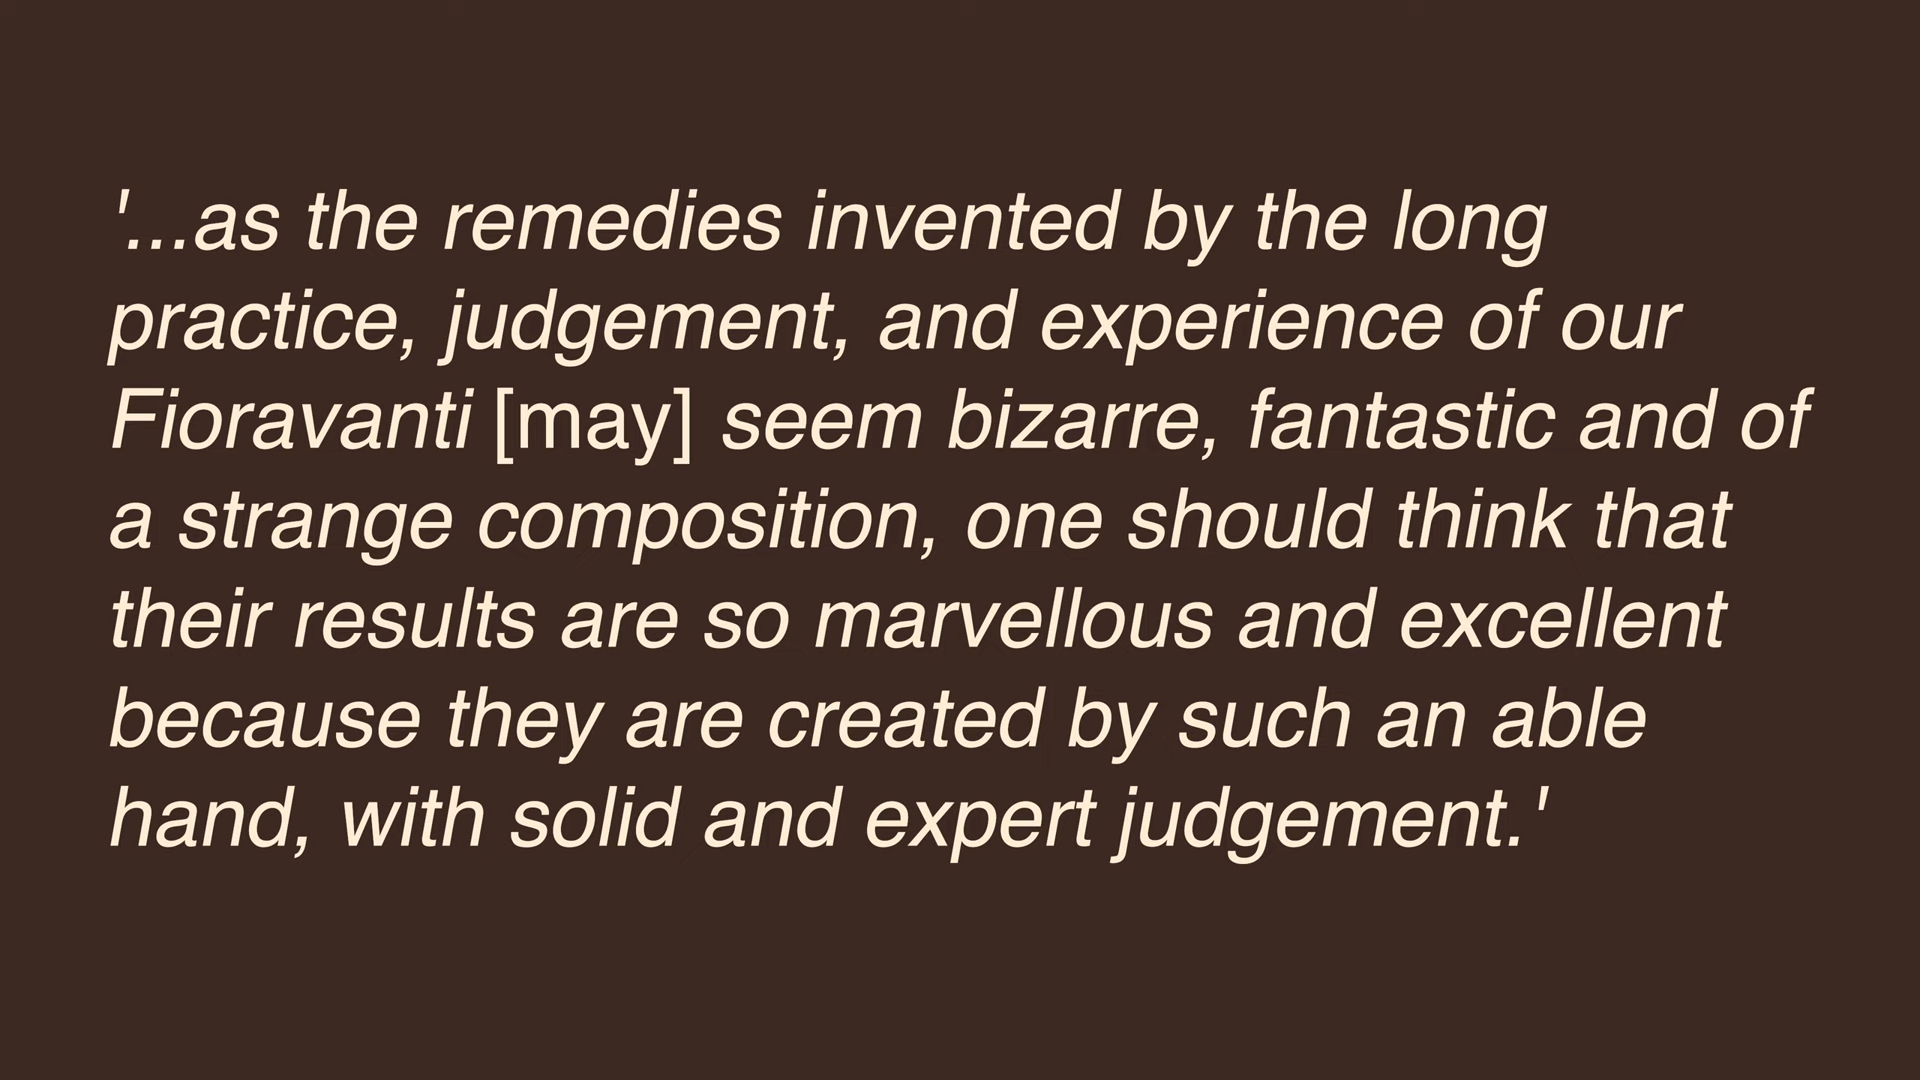 '...as the remedies invented by the long
practice, judgement, and experience of our
Fioravanti [may] seem bizarre, fantastic and of
a strange composition, one should think that
their results are so marvellous and excellent
because they are created by such an able
hand, with solid and expert judgement.'